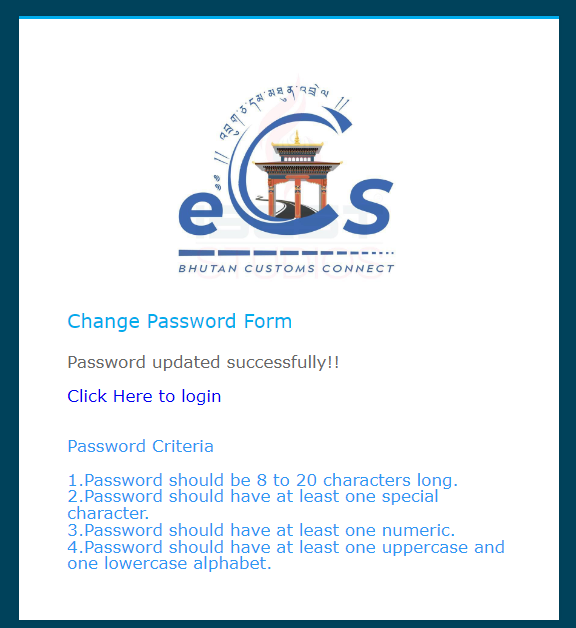 eCS
BHUTAN CUSTOMS CONNECT
Change Password Form
Password updated successfully!!
Click Here to login
Password Criteria
1.Password should be 8 to 20 characters long.
2.Password should have at least one special
character.
3.Password should have at least one numeric.
4.Password should have at least one uppercase and
one lowercase alphabet.